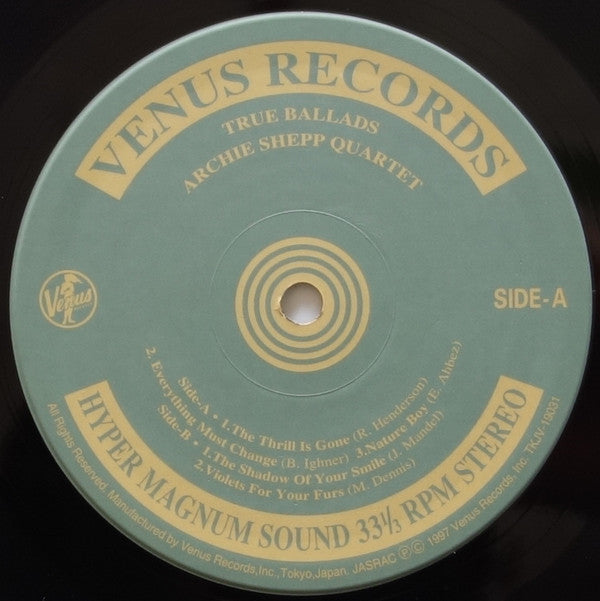 VENUS RECORDS
TRUE BALLADS
ARCHIE SHEPP QUARTET
Venus
SIDE-A
Side-A • 1.The Thrill Is Gone (R. Henderson)
2. Everything Must Change (B. Ighner) 3.Nature Boy (E. Ahbez)
Side-B • 1.The Shadow Of Your Smile (J. Mandel)
2.Violets For Your Furs (M. Dennis)
HYPER MAGNUM SOUND 33⅓ RPM STEREO
All Rights Reserved. Manufactured by Venus Records,Inc.,Tokyo,Japan. JASRAC ℗© 1997 Venus Records, Inc. TKJV-19031